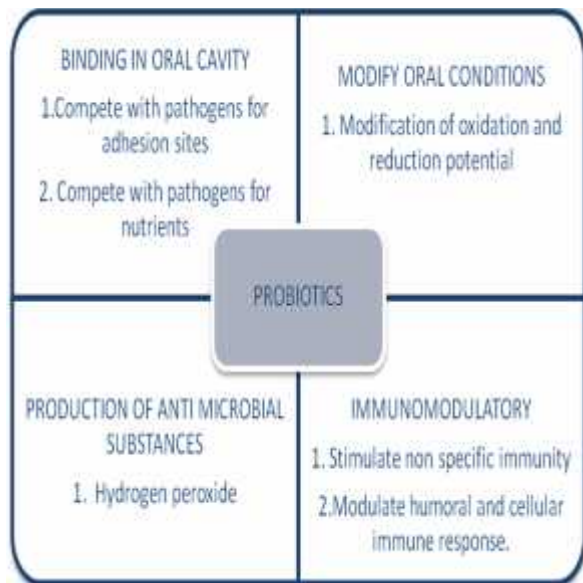 BINDING IN ORAL CAVITY
1.Compete with pathogens for
adhesion sites
2. Compete with pathogens for
nutrients
MODIFY ORAL CONDITIONS
1. Modification of oxidation and
reduction potential
PROBIOTICS
PRODUCTION OF ANTI MICROBIAL
SUBSTANCES
1. Hydrogen peroxide
IMMUNOMODULATORY
1. Stimulate non specific immunity
2.Modulate humoral and cellular
immune response.